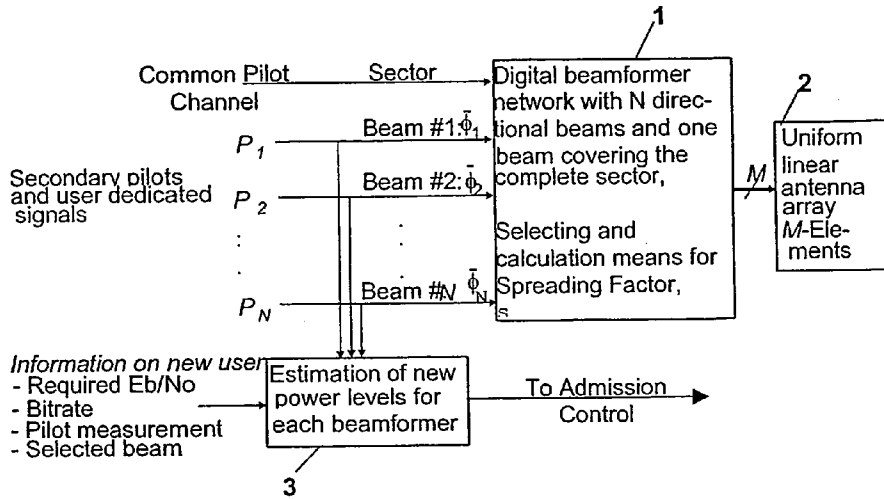 1
Common Pilot
Channel
Sector
Digital beamformer
network with N direc-
tional beams and one
beam covering the
complete sector,
Selecting and
calculation means for
Spreading Factor,
s
2
Uniform
linear
antenna
array
M-Ele-
ments
M
Secondary pilots
and user dedicated
signals
P1
Beam #1: ϕ̄1
P2
Beam #2: ϕ̄2
PN
Beam #N ϕ̄N
Information on new user
- Required Eb/No
- Bitrate
- Pilot measurement
- Selected beam
Estimation of new
power levels for
each beamformer
3
To Admission
Control